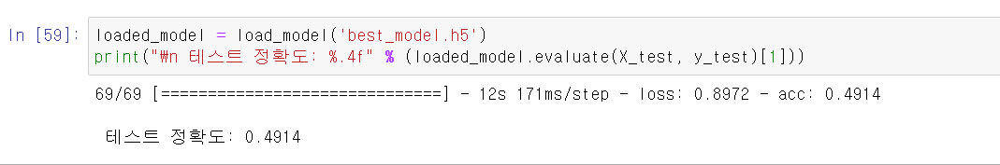 In [59]:
loaded_model = load_model('best_model.h5')
print("₩n 테스트 정확도: %.4f" % (loaded_model.evaluate(X_test, y_test)[1]))
69/69 [==============================] - 12s 171ms/step - loss: 0.8972 - acc: 0.4914
테스트 정확도: 0.4914